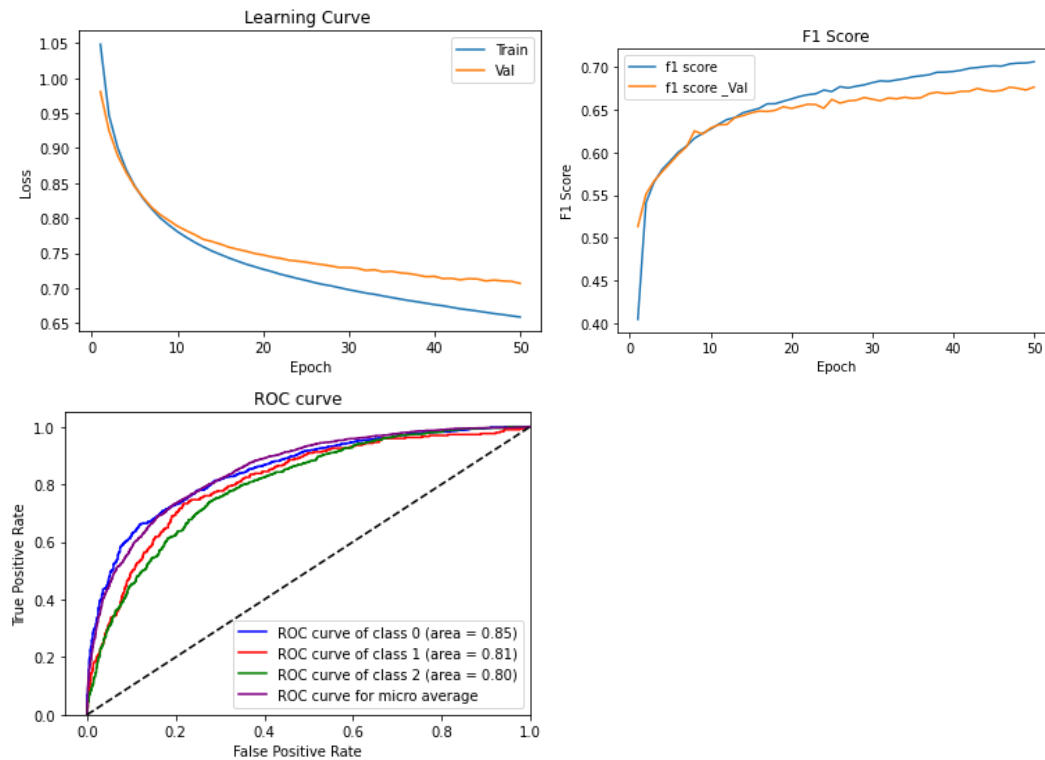 Learning Curve
1.05
1.00
0.95
0.90
0.85
0.80
0.75
0.70
0.65
Loss
Train
Val
0 10 20 30 40 50
Epoch
F1 Score
0.70
0.65
0.60
0.55
0.50
0.45
0.40
F1 Score
f1 score
f1 score _Val
0 10 20 30 40 50
Epoch
ROC curve
1.0
0.8
0.6
0.4
0.2
0.0
True Positive Rate
ROC curve of class 0 (area = 0.85)
ROC curve of class 1 (area = 0.81)
ROC curve of class 2 (area = 0.80)
ROC curve for micro average
0.0 0.2 0.4 0.6 0.8 1.0
False Positive Rate